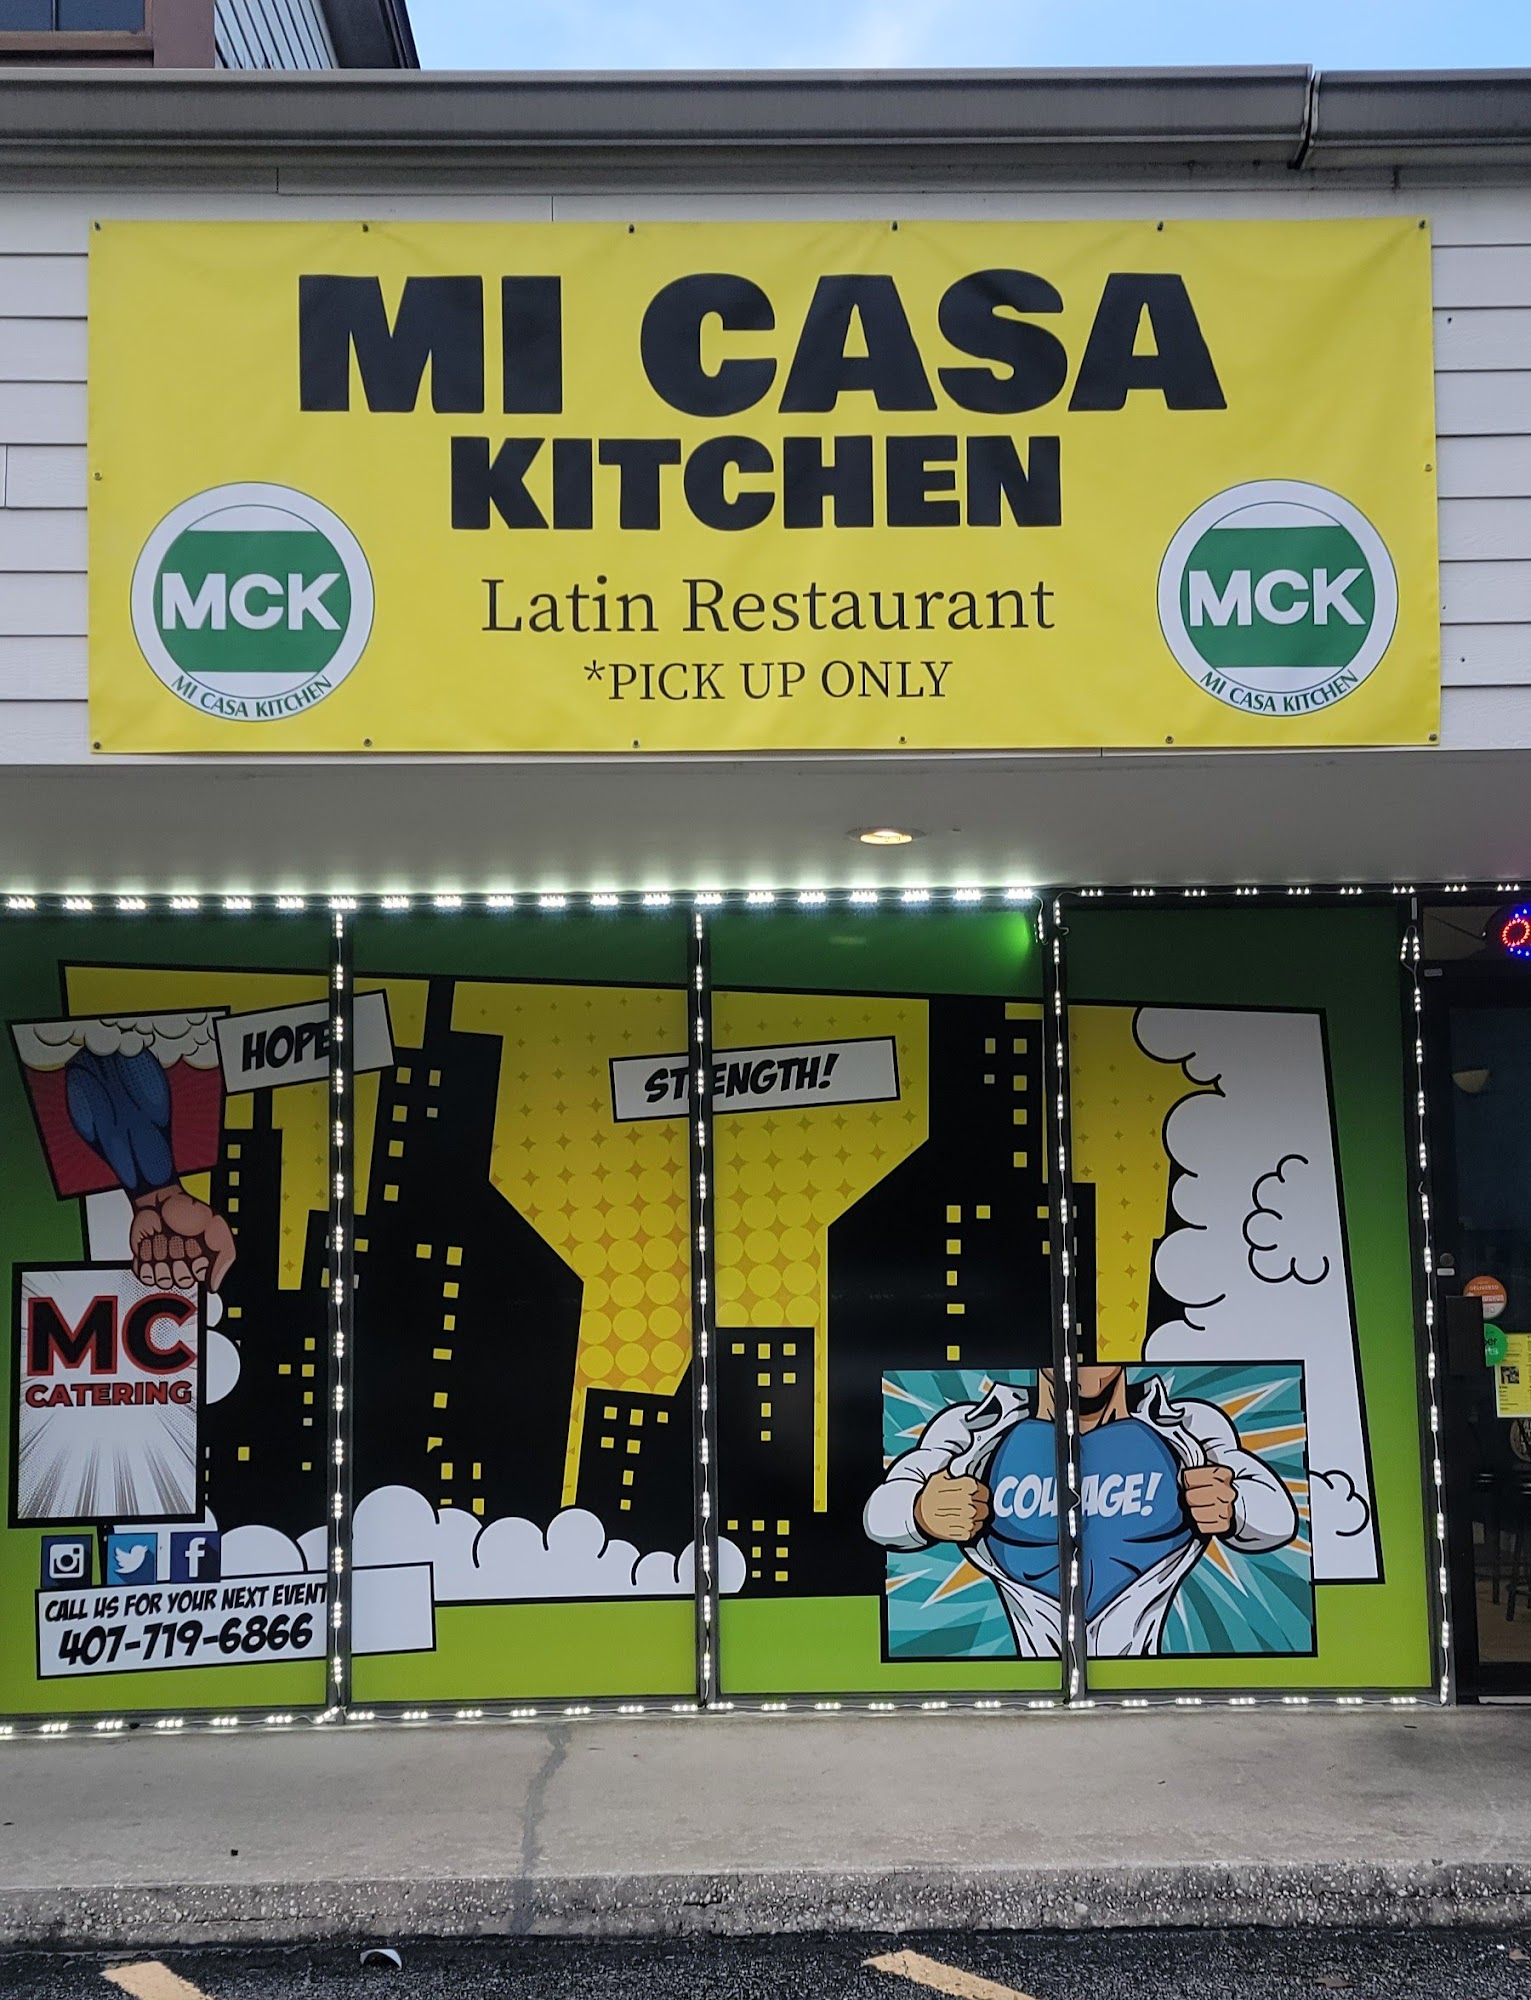 MI CASA
KITCHEN
Latin Restaurant
*PICK UP ONLY
MCK
MI CASA KITCHEN
MCK
MI CASA KITCHEN
HOPE
STRENGTH!
MC
CATERING
COURAGE!
CALL US FOR YOUR NEXT EVENT
407-719-6866